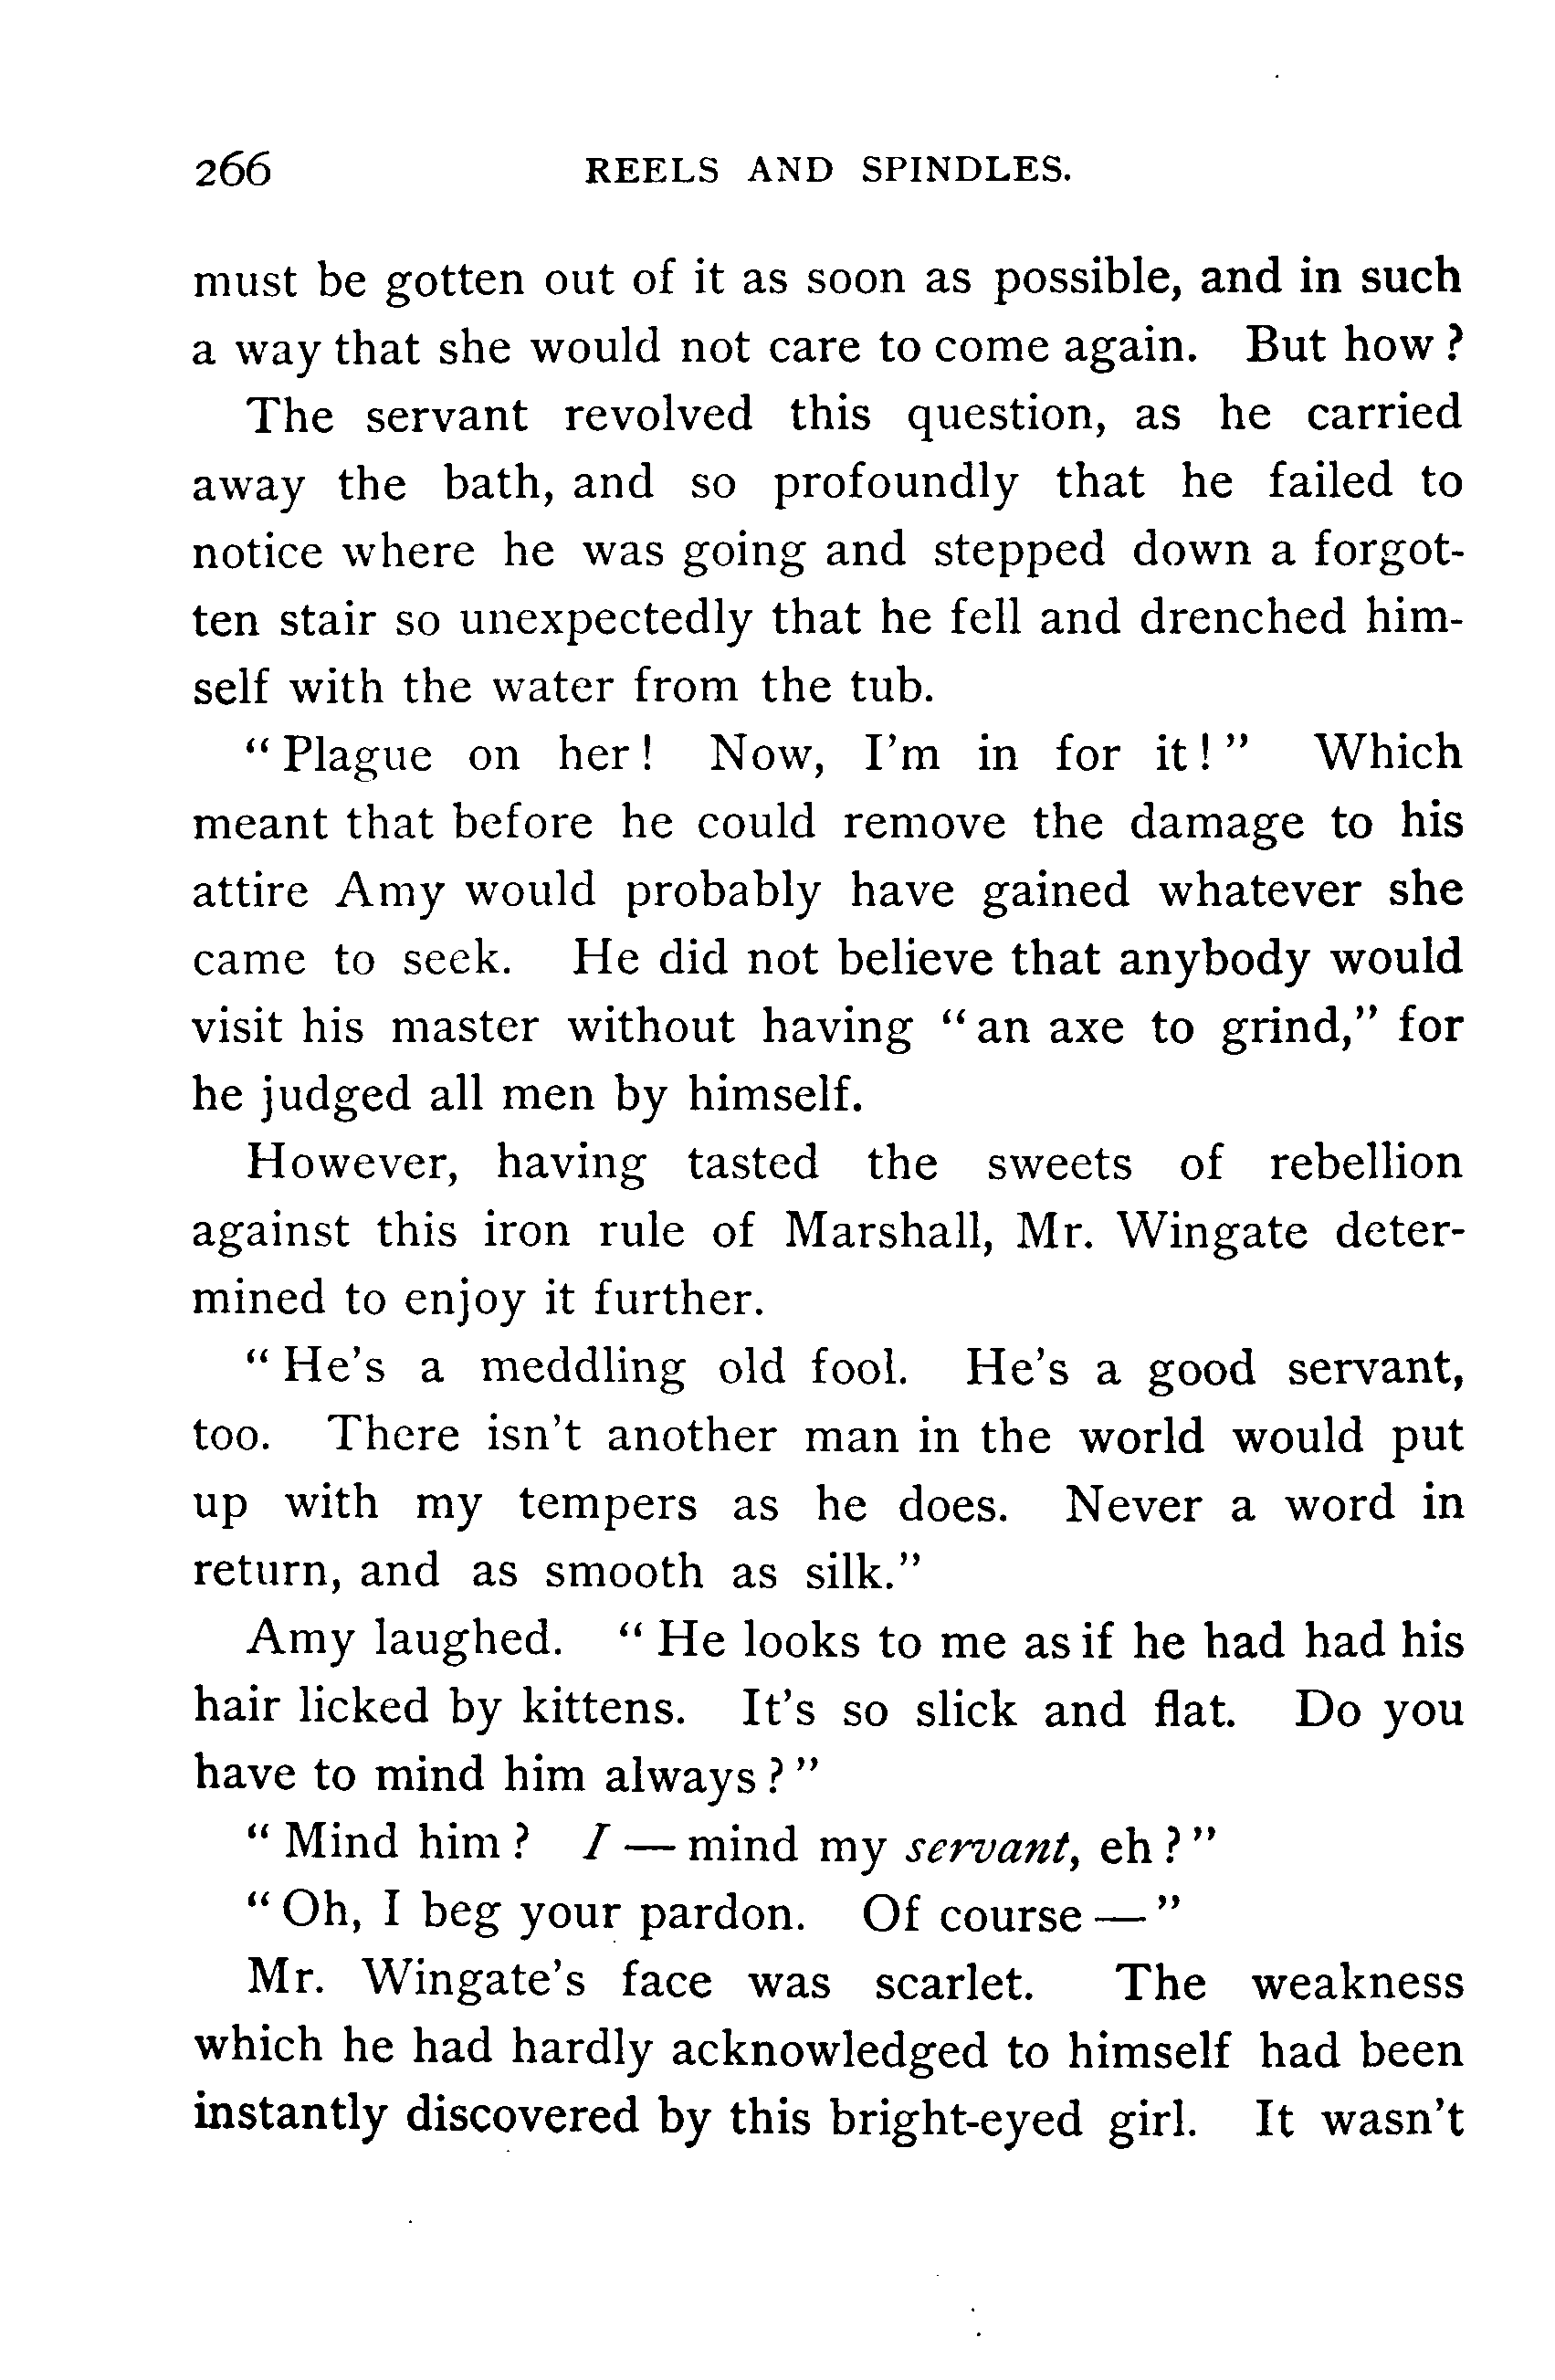 266 REELS AND SPINDLES.
must be gotten out of it as soon as possible, and in such
a way that she would not care to come again. But how?
The servant revolved this question, as he carried
away the bath, and so profoundly that he failed to
notice where he was going and stepped down a forgot-
ten stair so unexpectedly that he fell and drenched him-
self with the water from the tub.
“Plague on her! Now, I’m in for it!” Which
meant that before he could remove the damage to his
attire Amy would probably have gained whatever she
came to seek. He did not believe that anybody would
visit his master without having “an axe to grind,” for
he judged all men by himself.
However, having tasted the sweets of rebellion
against this iron rule of Marshall, Mr. Wingate deter-
mined to enjoy it further.
“He’s a meddling old fool. He’s a good servant,
too. There isn’t another man in the world would put
up with my tempers as he does. Never a word in
return, and as smooth as silk.”
Amy laughed. “He looks to me as if he had had his
hair licked by kittens. It’s so slick and flat. Do you
have to mind him always?”
“Mind him? I — mind my servant, eh?”
“Oh, I beg your pardon. Of course —”
Mr. Wingate’s face was scarlet. The weakness
which he had hardly acknowledged to himself had been
instantly discovered by this bright-eyed girl. It wasn’t